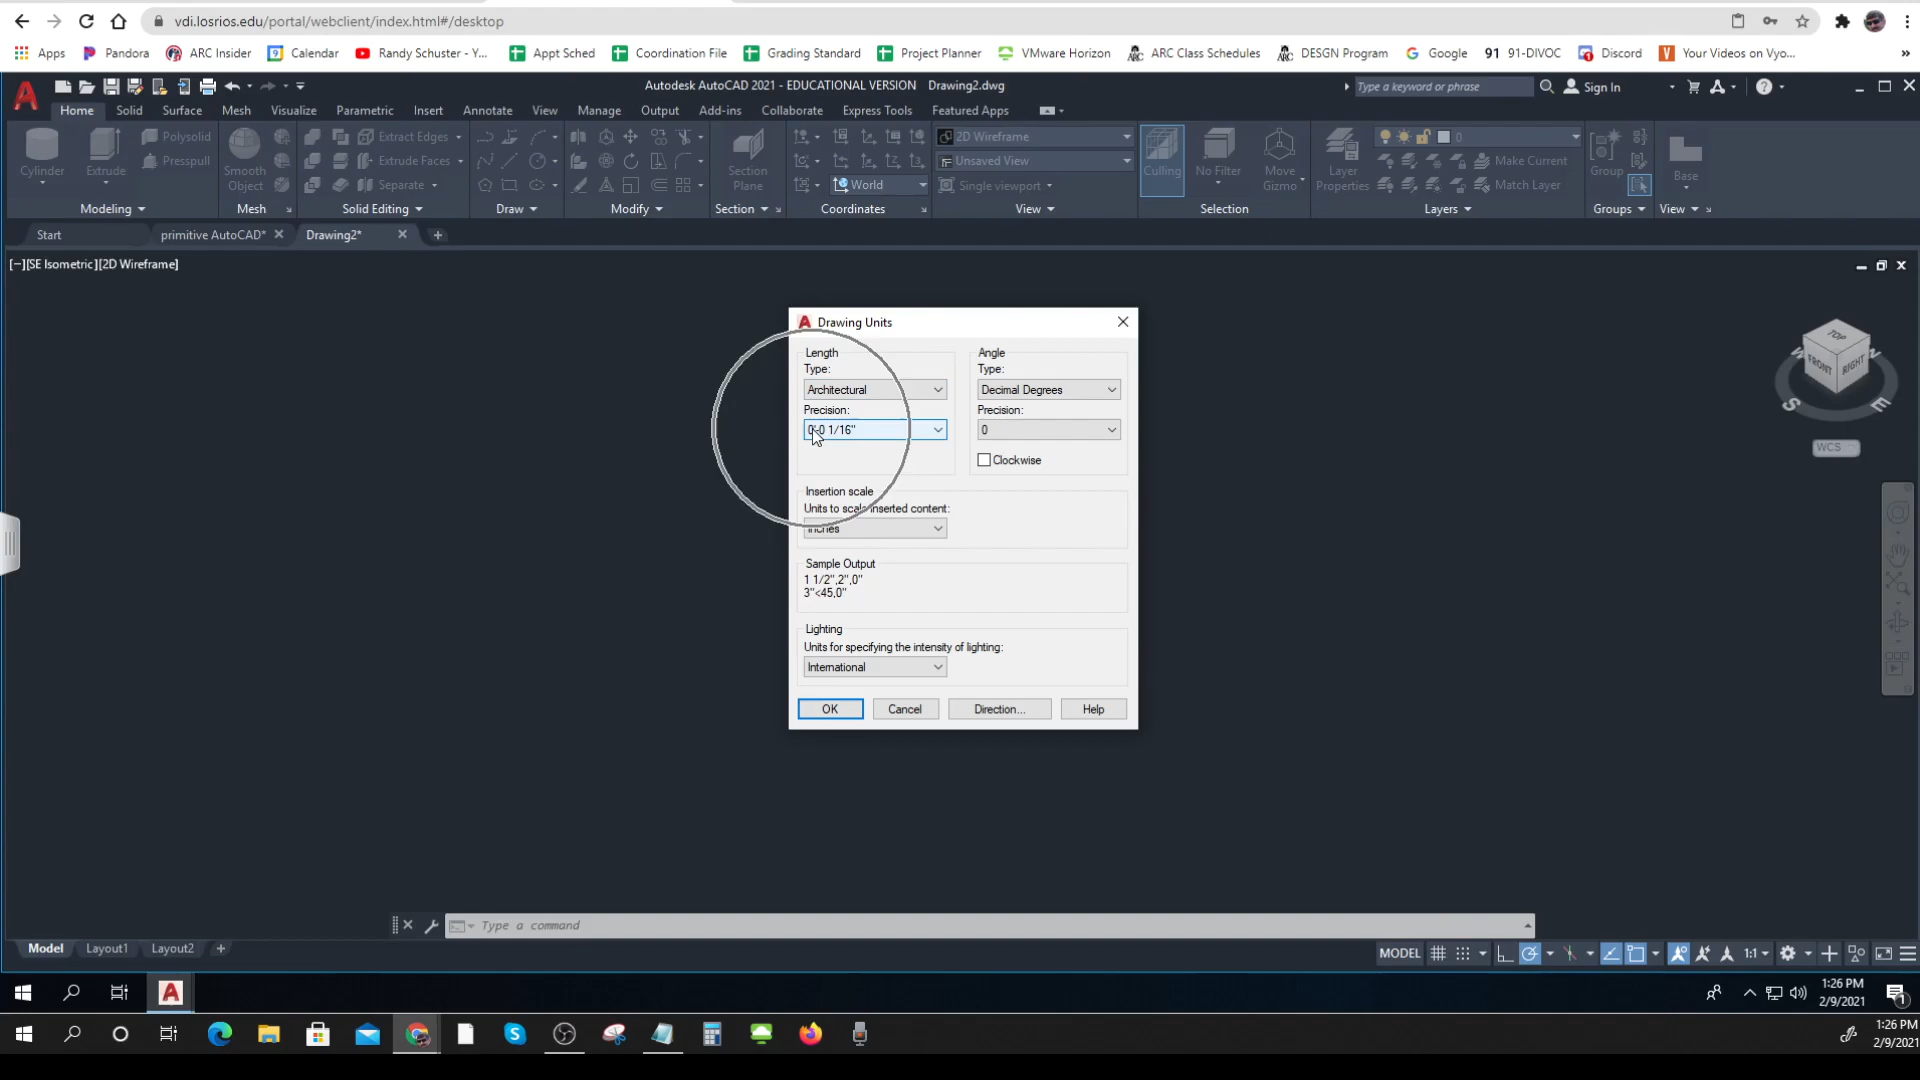 vdi.losrios.edu/portal/webclient/index.html#/desktop
Apps Pandora ARC Insider Calendar Randy Schuster - Y... Appt Sched Coordination File Grading Standard Project Planner VMware Horizon ARC Class Schedules DESGN Program Google 91 91-DIVOC Discord Your Videos on Vyo... »
Autodesk AutoCAD 2021 - EDUCATIONAL VERSION Drawing2.dwg Type a keyword or phrase Sign In
Home Solid Surface Mesh Visualize Parametric Insert Annotate View Manage Output Add-ins Collaborate Express Tools Featured Apps
Polysolid Extract Edges 2D Wireframe 0
Presspull Extrude Faces Unsaved View Make Current
Cylinder Extrude Smooth Object Separate Section Plane World Single viewport Culling No Filter Move Gizmo Layer Properties Match Layer Group Base
Modeling Mesh Solid Editing Draw Modify Section Coordinates View Selection Layers Groups View
Start primitive AutoCAD* Drawing2*
[−][SE Isometric][2D Wireframe]
Drawing Units
Length Angle
Type: Type:
Architectural Decimal Degrees
Precision: Precision:
0'-0 1/16" 0
Clockwise
Insertion scale
Units to scale inserted content:
Inches
Sample Output
1 1/2",2",0"
3"<45,0"
Lighting
Units for specifying the intensity of lighting:
International
OK Cancel Direction... Help
TOP
FRONT RIGHT
W S E
WCS
Type a command
Model Layout1 Layout2 +
MODEL 1:1
1:26 PM
2/9/2021
1
1:26 PM
2/9/2021